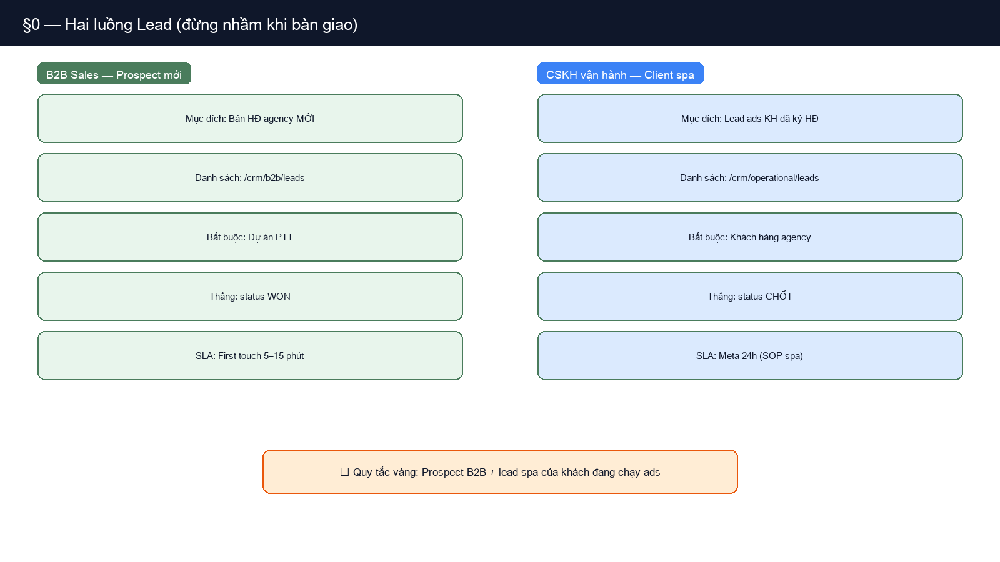 §0 — Hai luồng Lead (đừng nhầm khi bàn giao)
B2B Sales — Prospect mới
Mục đích: Bán HĐ agency MỚI
Danh sách: /crm/b2b/leads
Bắt buộc: Dự án PTT
Thắng: status WON
SLA: First touch 5–15 phút
CSKH vận hành — Client spa
Mục đích: Lead ads KH đã ký HĐ
Danh sách: /crm/operational/leads
Bắt buộc: Khách hàng agency
Thắng: status CHỐT
SLA: Meta 24h (SOP spa)
□ Quy tắc vàng: Prospect B2B ≠ lead spa của khách đang chạy ads